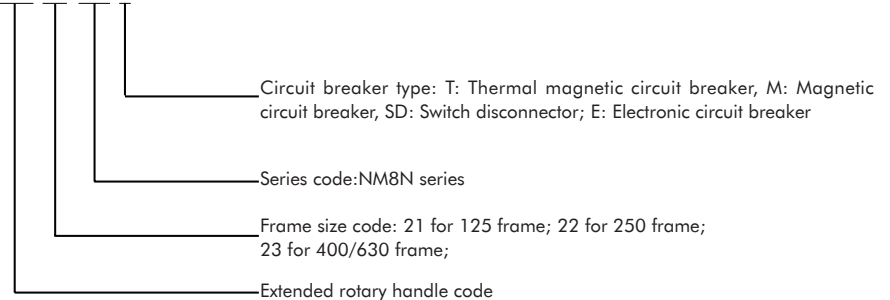 Circuit breaker type: T: Thermal magnetic circuit breaker, M: Magnetic
circuit breaker, SD: Switch disconnector; E: Electronic circuit breaker
Series code:NM8N series
Frame size code: 21 for 125 frame; 22 for 250 frame;
23 for 400/630 frame;
Extended rotary handle code